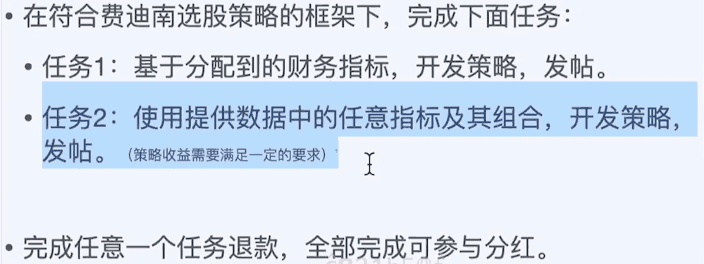 • 在符合费迪南选股策略的框架下，完成下面任务：
• 任务1：基于分配到的财务指标，开发策略，发帖。
• 任务2：使用提供数据中的任意指标及其组合，开发策略，
发帖。（策略收益需要满足一定的要求）
• 完成任意一个任务退款，全部完成可参与分红。